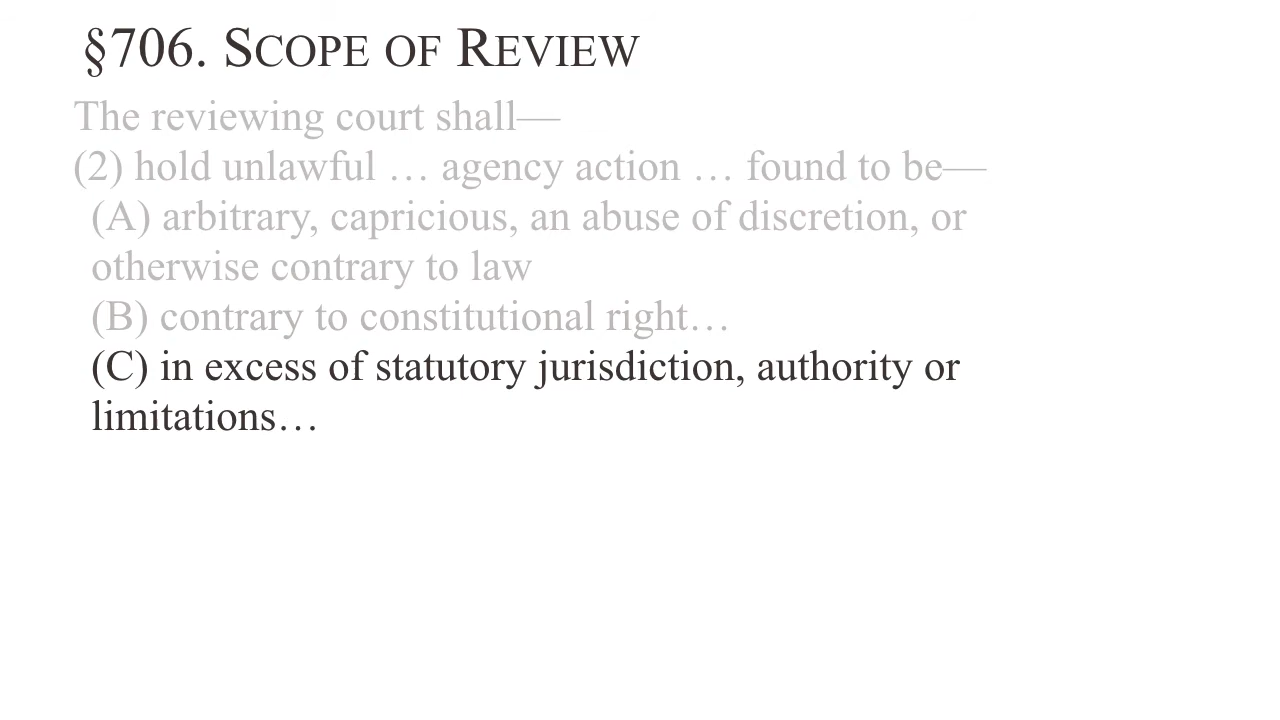 §706. SCOPE OF REVIEW
The reviewing court shall—
(2) hold unlawful … agency action … found to be—
(A) arbitrary, capricious, an abuse of discretion, or
otherwise contrary to law
(B) contrary to constitutional right…
(C) in excess of statutory jurisdiction, authority or
limitations…